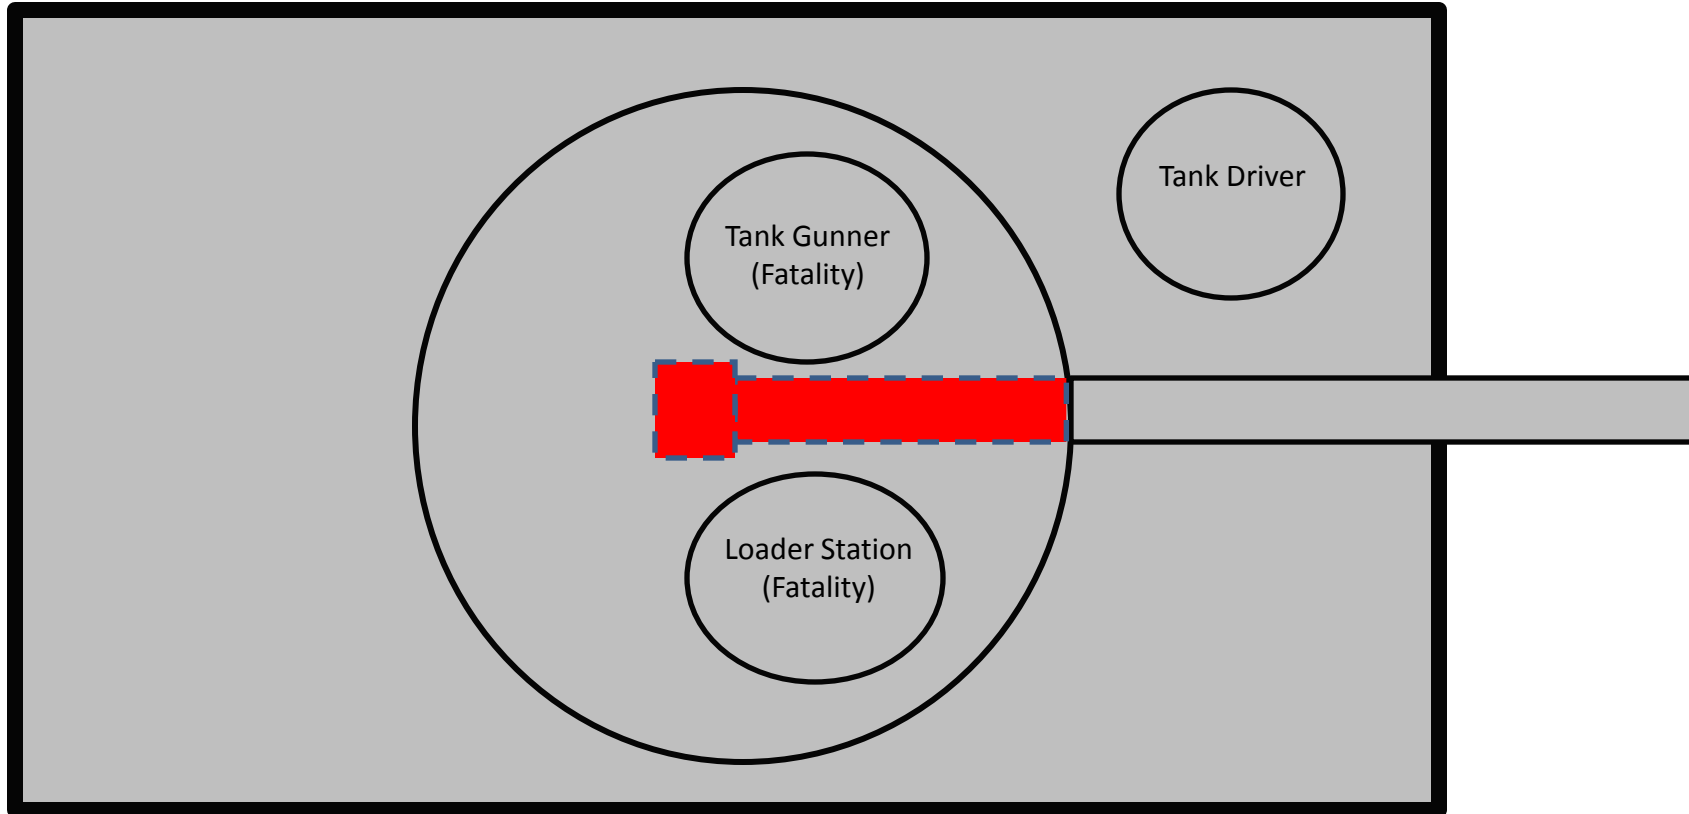 Tank Driver
Tank Gunner
(Fatality)
Loader Station
(Fatality)